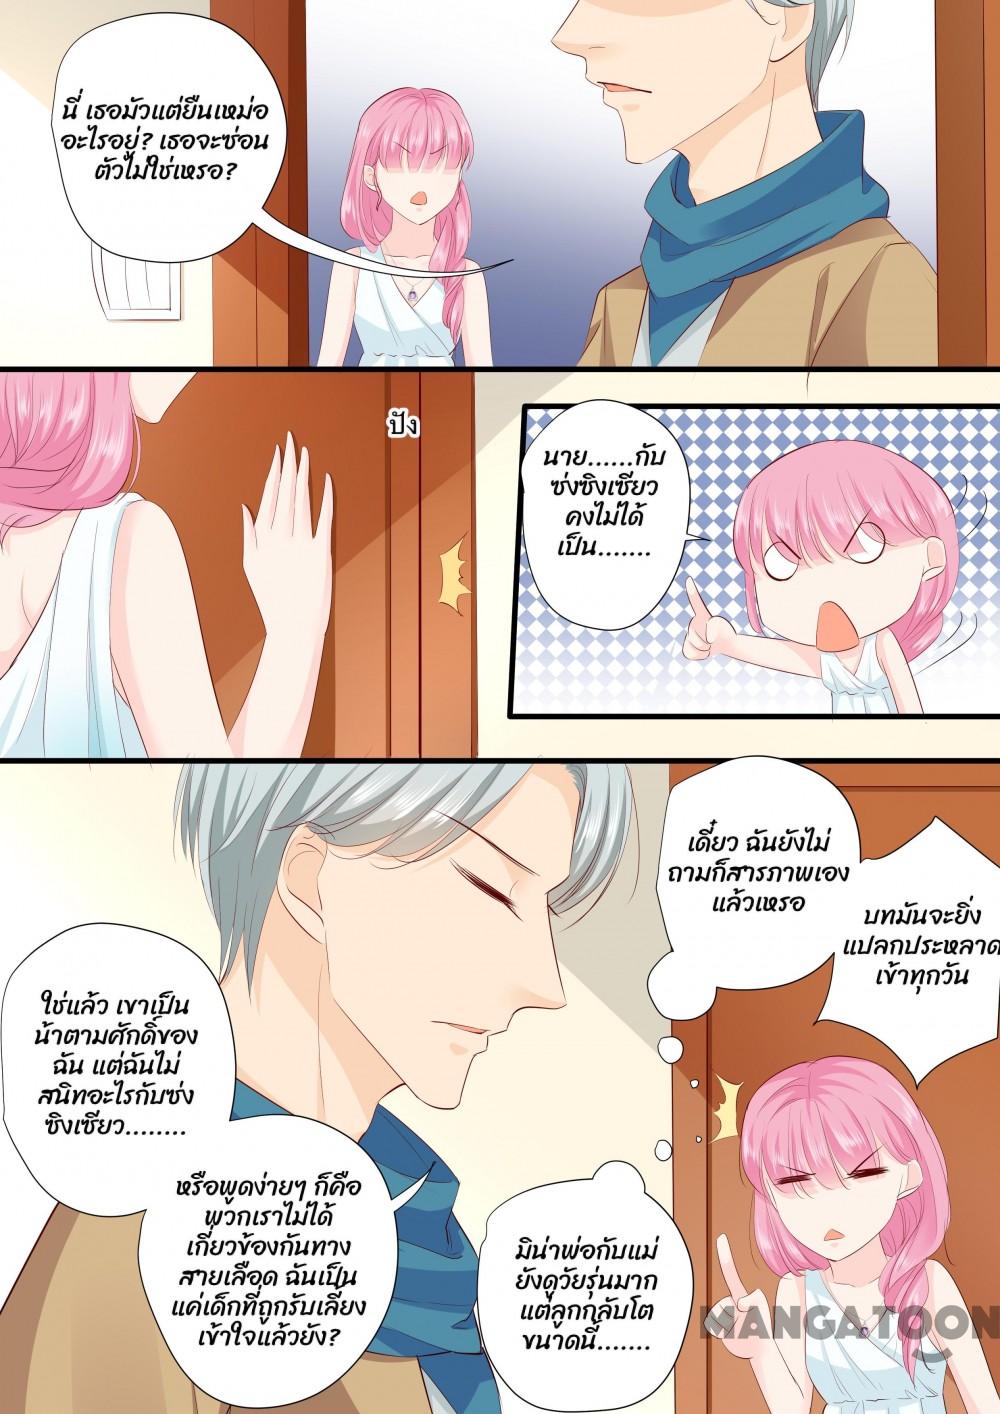 นี่ เธอมัวแต่ยืนเหม่อ
อะไรอยู่? เธอจะซ่อน
ตัวไม่ใช่เหรอ?
ปัง
นาย......กับ
ซ่งซิงเซียว
คงไม่ได้
เป็น.......
เดี๋ยว ฉันยังไม่
ถามก็สารภาพเอง
แล้วเหรอ
บทมันจะยิ่ง
แปลกประหลาด
เข้าทุกวัน
ใช่แล้ว เขาเป็น
น้าตามศักดิ์ของ
ฉัน แต่ฉันไม่
สนิทอะไรกับซ่ง
ซิงเซียว........
หรือพูดง่ายๆ ก็คือ
พวกเราไม่ได้
เกี่ยวข้องกันทาง
สายเลือด ฉันเป็น
แค่เด็กที่ถูกรับเลี้ยง
เข้าใจแล้วยัง?
มิน่าพ่อกับแม่
ยังดูวัยรุ่นมาก
แต่ลูกกลับโต
ขนาดนี้.......
MANGATOON